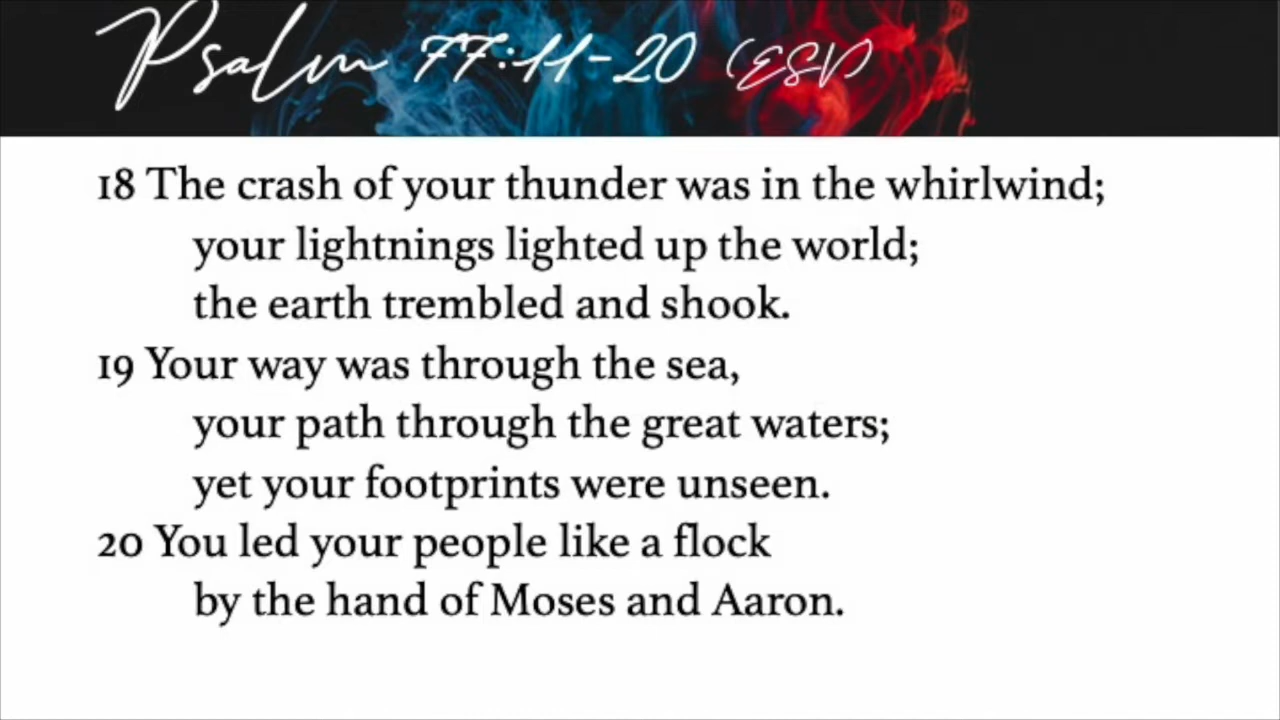 Psalm 77:11-20 (ESV)
18 The crash of your thunder was in the whirlwind;
your lightnings lighted up the world;
the earth trembled and shook.
19 Your way was through the sea,
your path through the great waters;
yet your footprints were unseen.
20 You led your people like a flock
by the hand of Moses and Aaron.